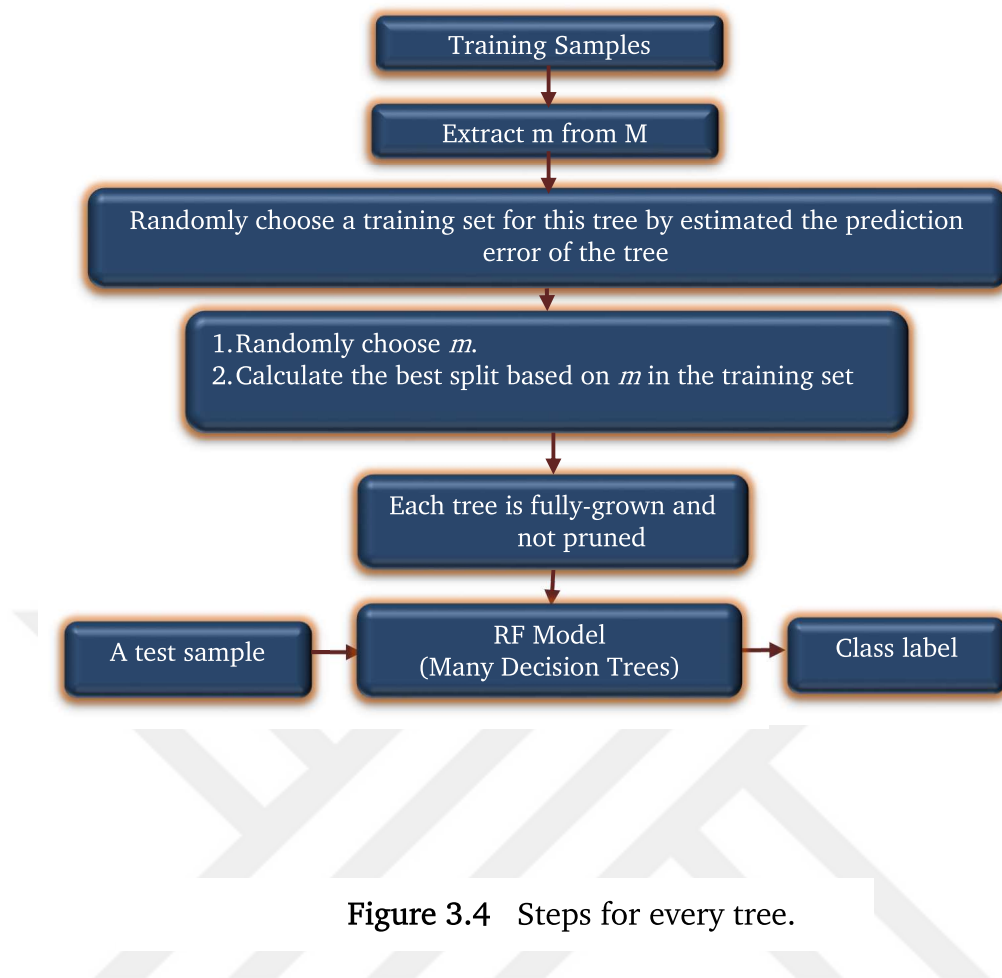 Training Samples
Extract m from M
Randomly choose a training set for this tree by estimated the prediction
error of the tree
1.Randomly choose m.
2.Calculate the best split based on m in the training set
Each tree is fully-grown and
not pruned
A test sample
RF Model
(Many Decision Trees)
Class label
Figure 3.4 Steps for every tree.